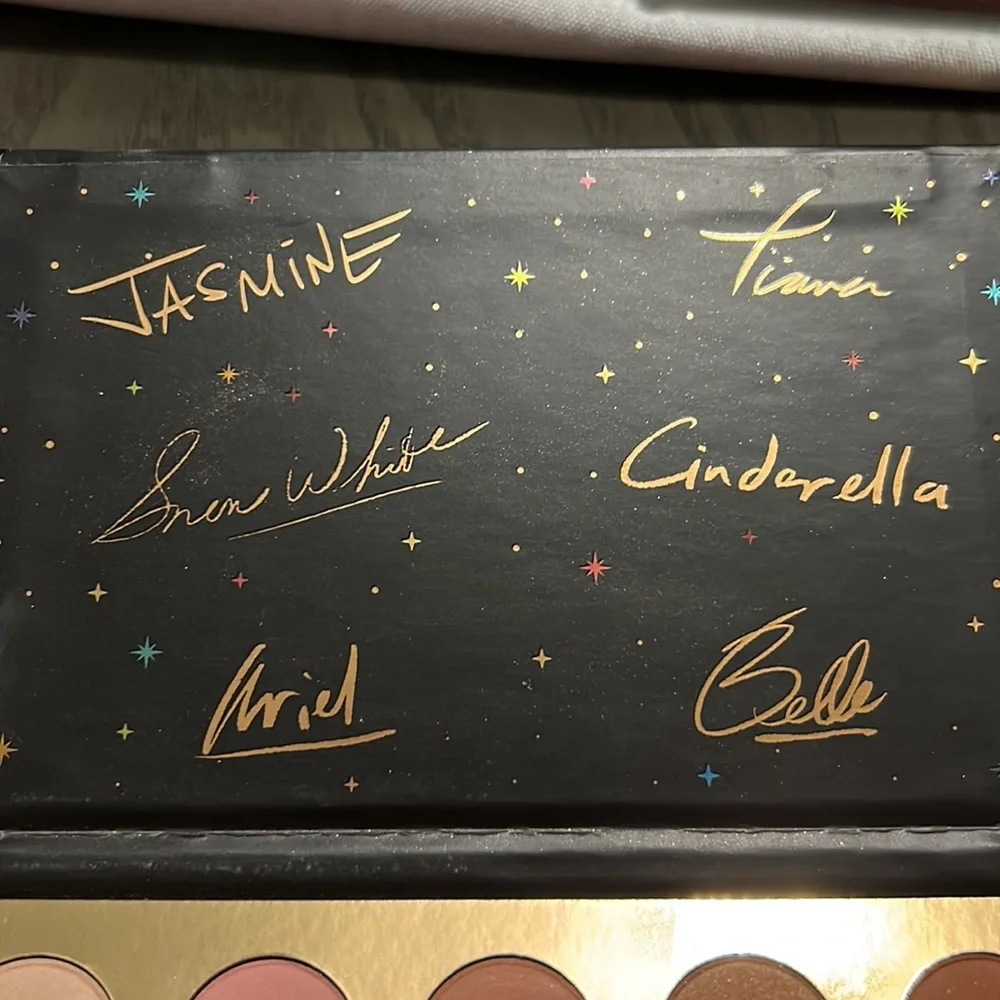 JASMINE
Tiana
Snow White
Cinderella
Ariel
Belle